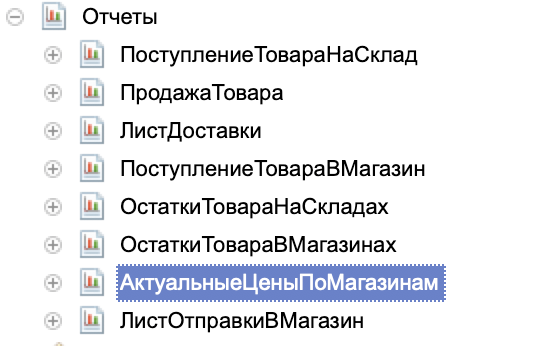 Отчеты
ПоступлениеТовараНаСклад
ПродажаТовара
ЛистДоставки
ПоступлениеТовараВМагазин
ОстаткиТовараНаСкладах
ОстаткиТовараВМагазинах
АктуальныеЦеныПоМагазинам
ЛистОтправкиВМагазин